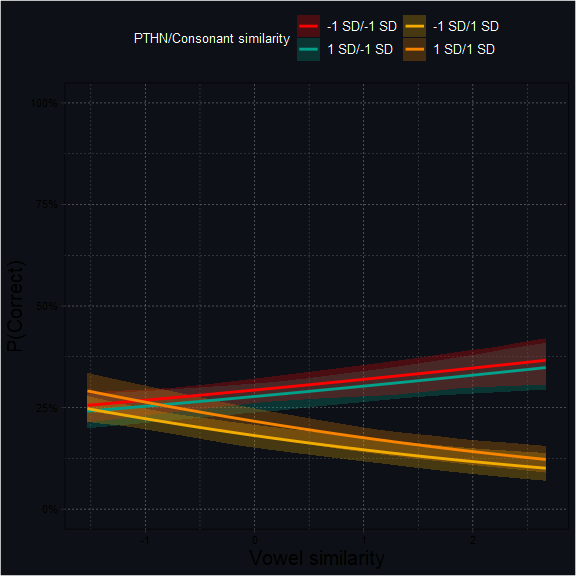 PTHN/Consonant similarity
-1 SD/-1 SD
-1 SD/1 SD
1 SD/-1 SD
1 SD/1 SD
100%
75%
50%
25%
0%
P(Correct)
-1
0
1
2
Vowel similarity